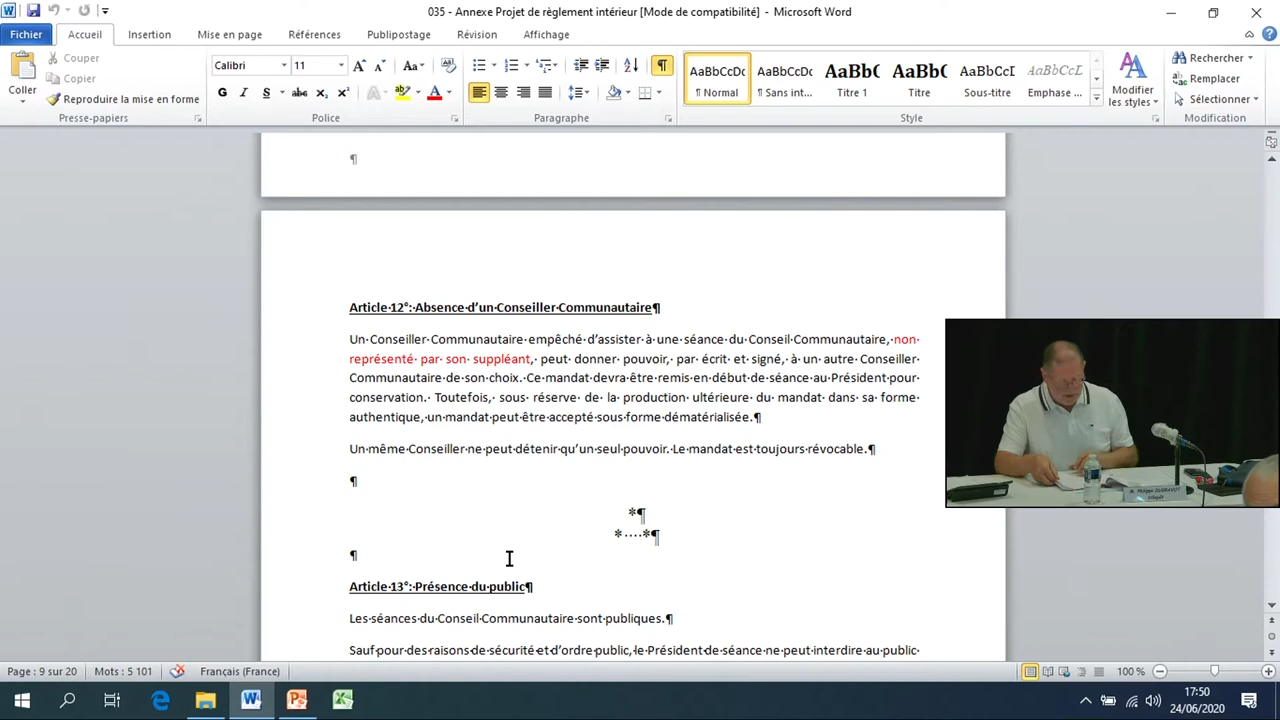 035 - Annexe Projet de règlement intérieur [Mode de compatibilité] - Microsoft Word
Fichier Accueil Insertion Mise en page Références Publipostage Révision Affichage
Coller
Couper
Copier
Reproduire la mise en forme
Presse-papiers
Calibri 11
G I S abc x₂ x²
Police
Paragraphe
AaBbCcDc AaBbCcDc AaBbC AaBbC AaBbCcD AaBbCcL
¶ Normal ¶ Sans int... Titre 1 Titre Sous-titre Emphase ...
Style
Modifier les styles
Rechercher
Remplacer
Sélectionner
Modification
¶
Article·12°:·Absence·d’un·Conseiller·Communautaire¶
Un Conseiller Communautaire empêché d’assister à une séance du Conseil Communautaire, non
représenté par son suppléant, peut donner pouvoir, par écrit et signé, à un autre Conseiller
Communautaire de son choix. Ce mandat devra être remis en début de séance au Président pour
conservation. Toutefois, sous réserve de la production ultérieure du mandat dans sa forme
authentique, un mandat peut être accepté sous forme dématérialisée.¶
Un même Conseiller ne peut détenir qu’un seul pouvoir. Le mandat est toujours révocable.¶
¶
*¶
*····*¶
¶
Article·13°:·Présence·du·public¶
Les séances du Conseil Communautaire sont publiques.¶
Sauf pour des raisons de sécurité et d’ordre public, le Président de séance ne peut interdire au public
Page : 9 sur 20 Mots : 5 101 Français (France) 100 %
17:50
24/06/2020